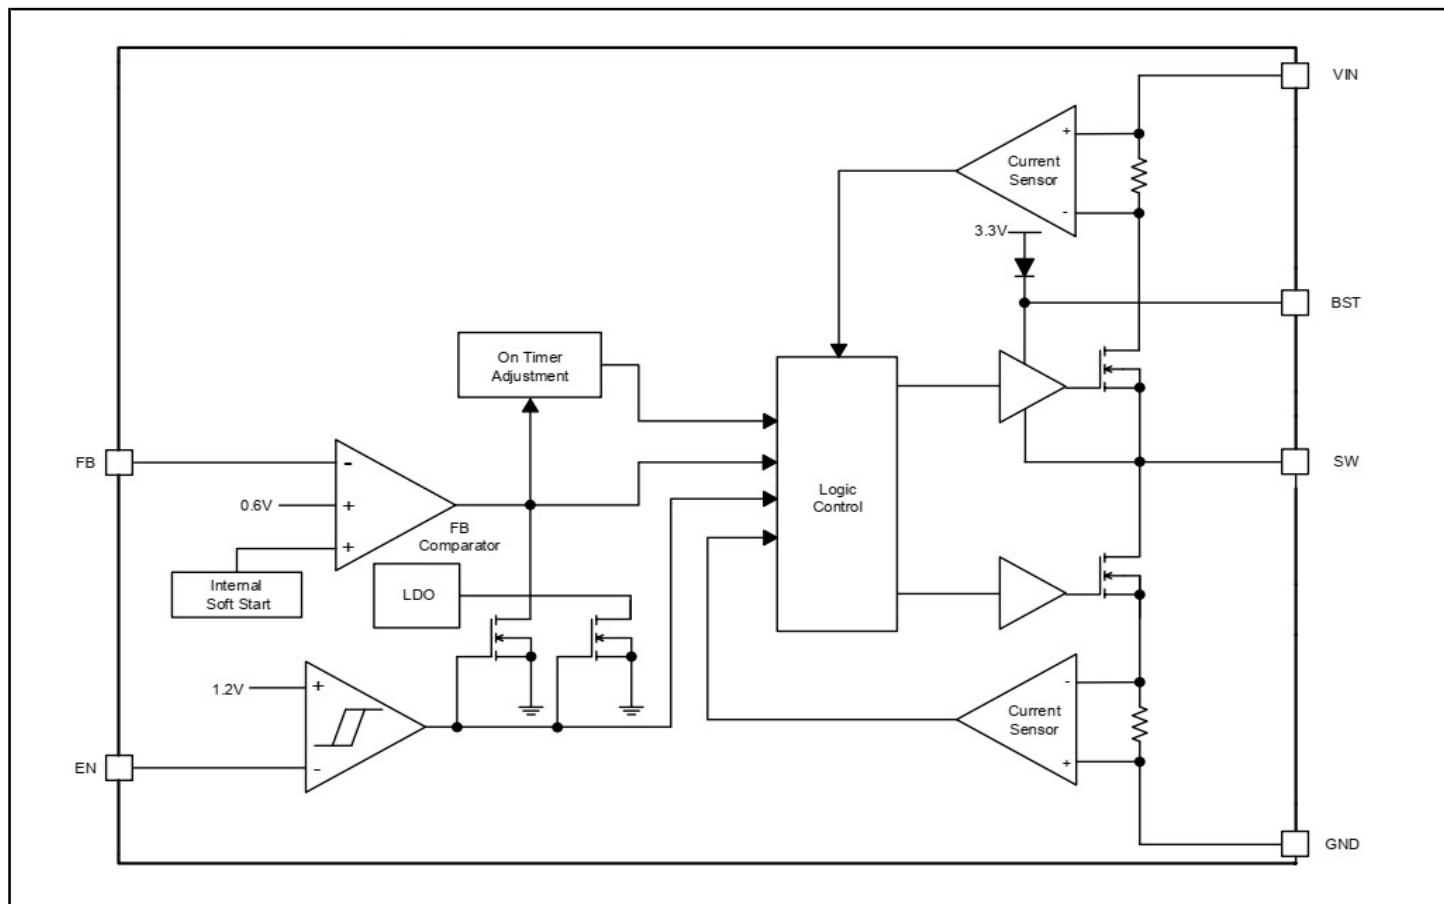 VIN
+
Current
Sensor
-
3.3V
BST
On Timer
Adjustment
FB
-
SW
0.6V
+
Logic
Control
FB
Comparator
+
Internal
Soft Start
LDO
1.2V
+
-
Current
Sensor
+
EN
-
GND